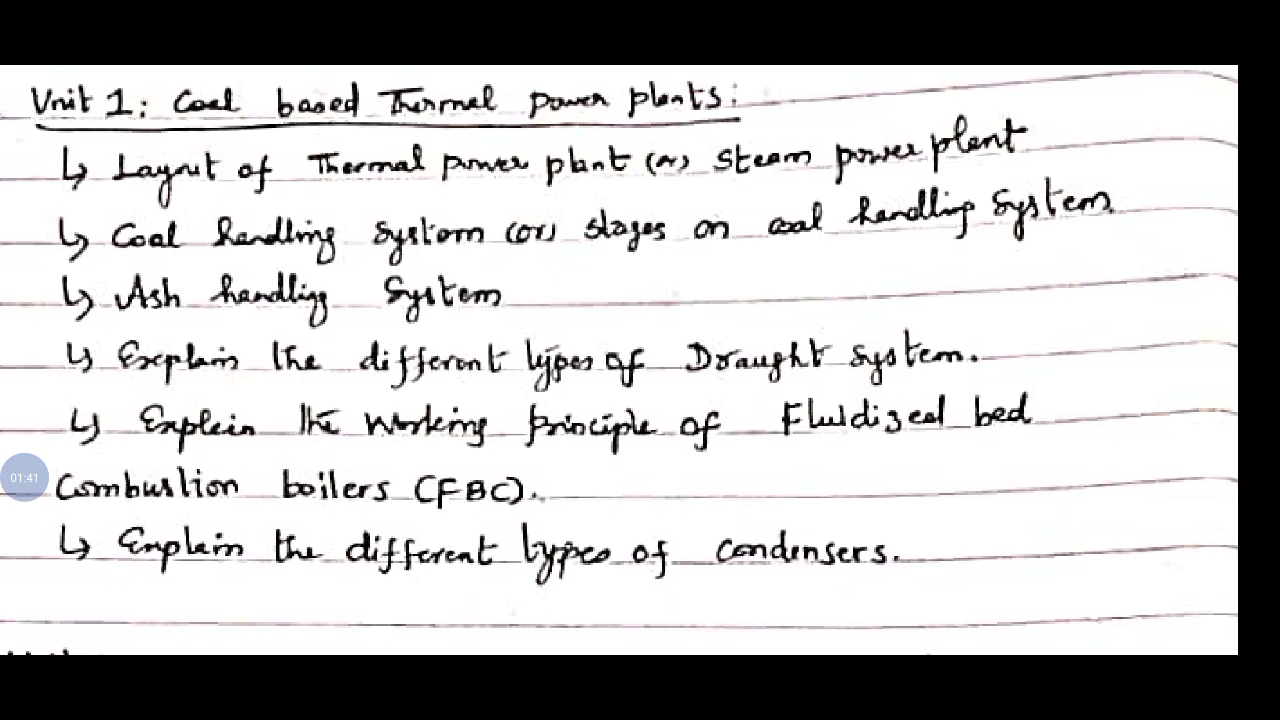 Unit 1: Coal based Thermal power plants:
↳ Layout of Thermal power plant (or) Steam power plant
↳ Coal handling system (or) stages on coal handling system.
↳ Ash handling system
↳ Explain the different types of Draught system.
↳ Explain the working principle of Fluidized bed
01:41
Combustion boilers (FBC).
↳ Explain the different types of condensers.